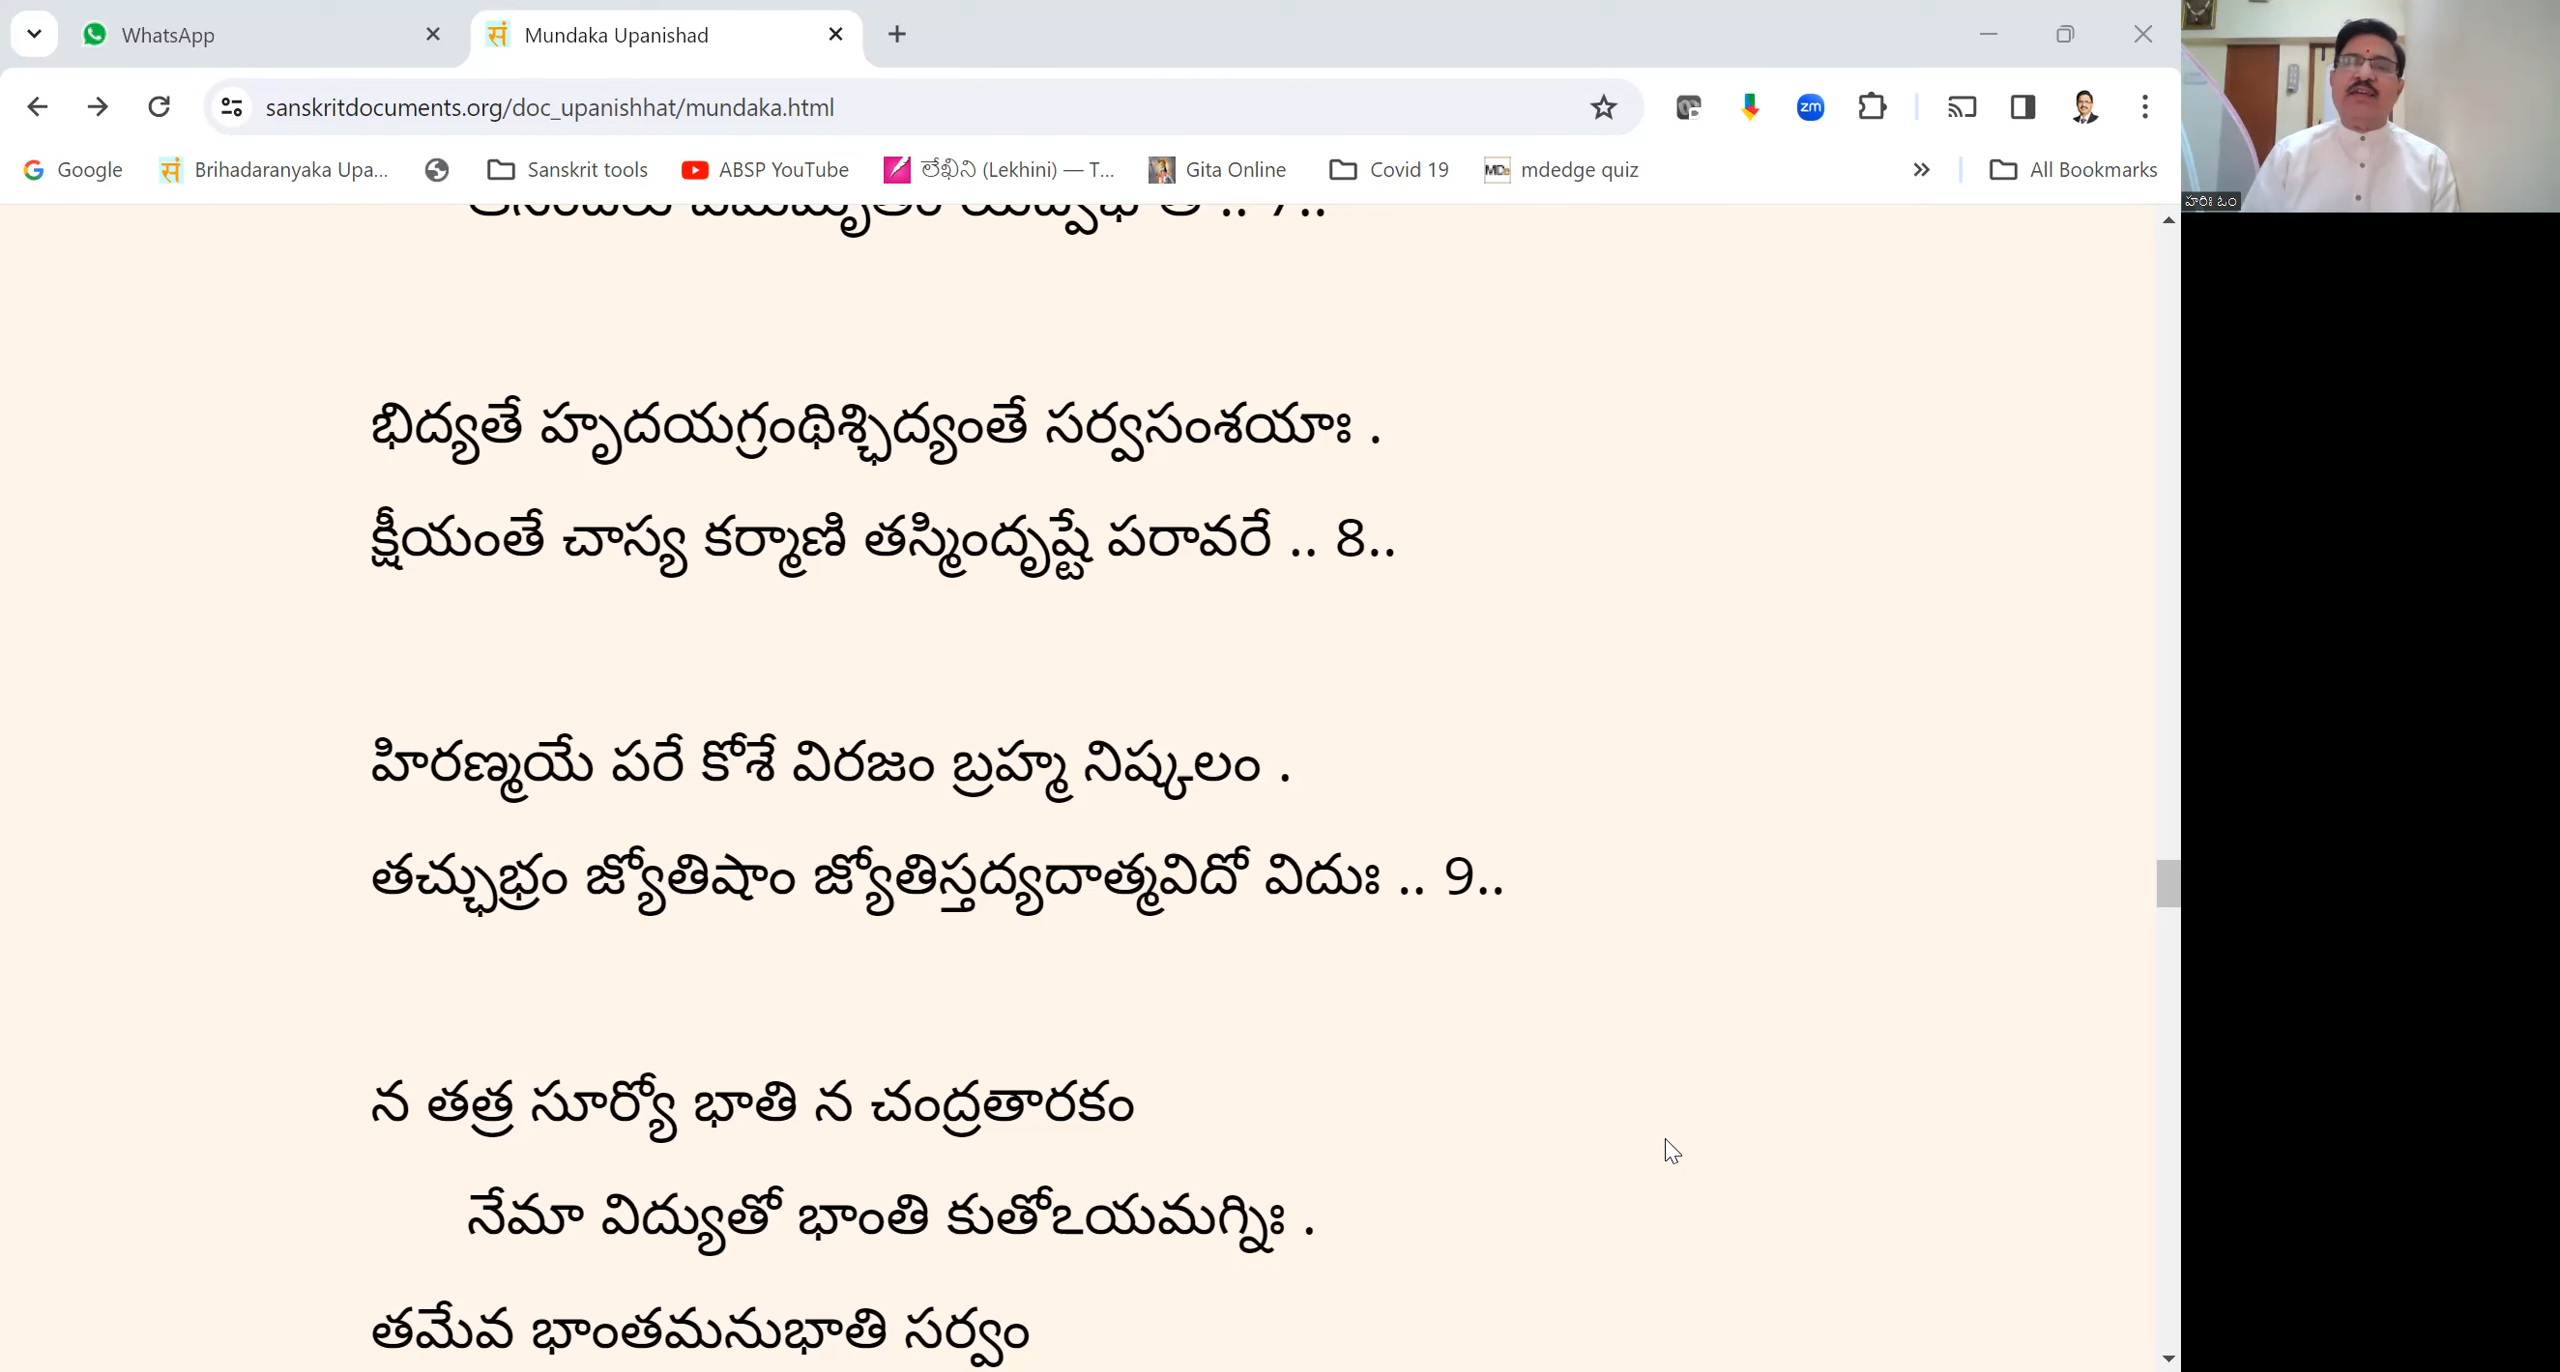 WhatsApp
Mundaka Upanishad
sanskritdocuments.org/doc_upanishhat/mundaka.html
zm
Google
Brihadaranyaka Upa...
Sanskrit tools
ABSP YouTube
లేఖిని (Lekhini) — T...
Gita Online
Covid 19
mdedge quiz
All Bookmarks
హరిః ఓం
భిద్యతే హృదయగ్రంథిశ్ఛిద్యంతే సర్వసంశయాః .
క్షీయంతే చాస్య కర్మాణి తస్మిందృష్టే పరావరే .. 8..
హిరణ్మయే పరే కోశే విరజం బ్రహ్మ నిష్కలం .
తచ్ఛుభ్రం జ్యోతిషాం జ్యోతిస్తద్యదాత్మవిదో విదుః .. 9..
న తత్ర సూర్యో భాతి న చంద్రతారకం
నేమా విద్యుతో భాంతి కుతోఽయమగ్నిః .
తమేవ భాంతమనుభాతి సర్వం